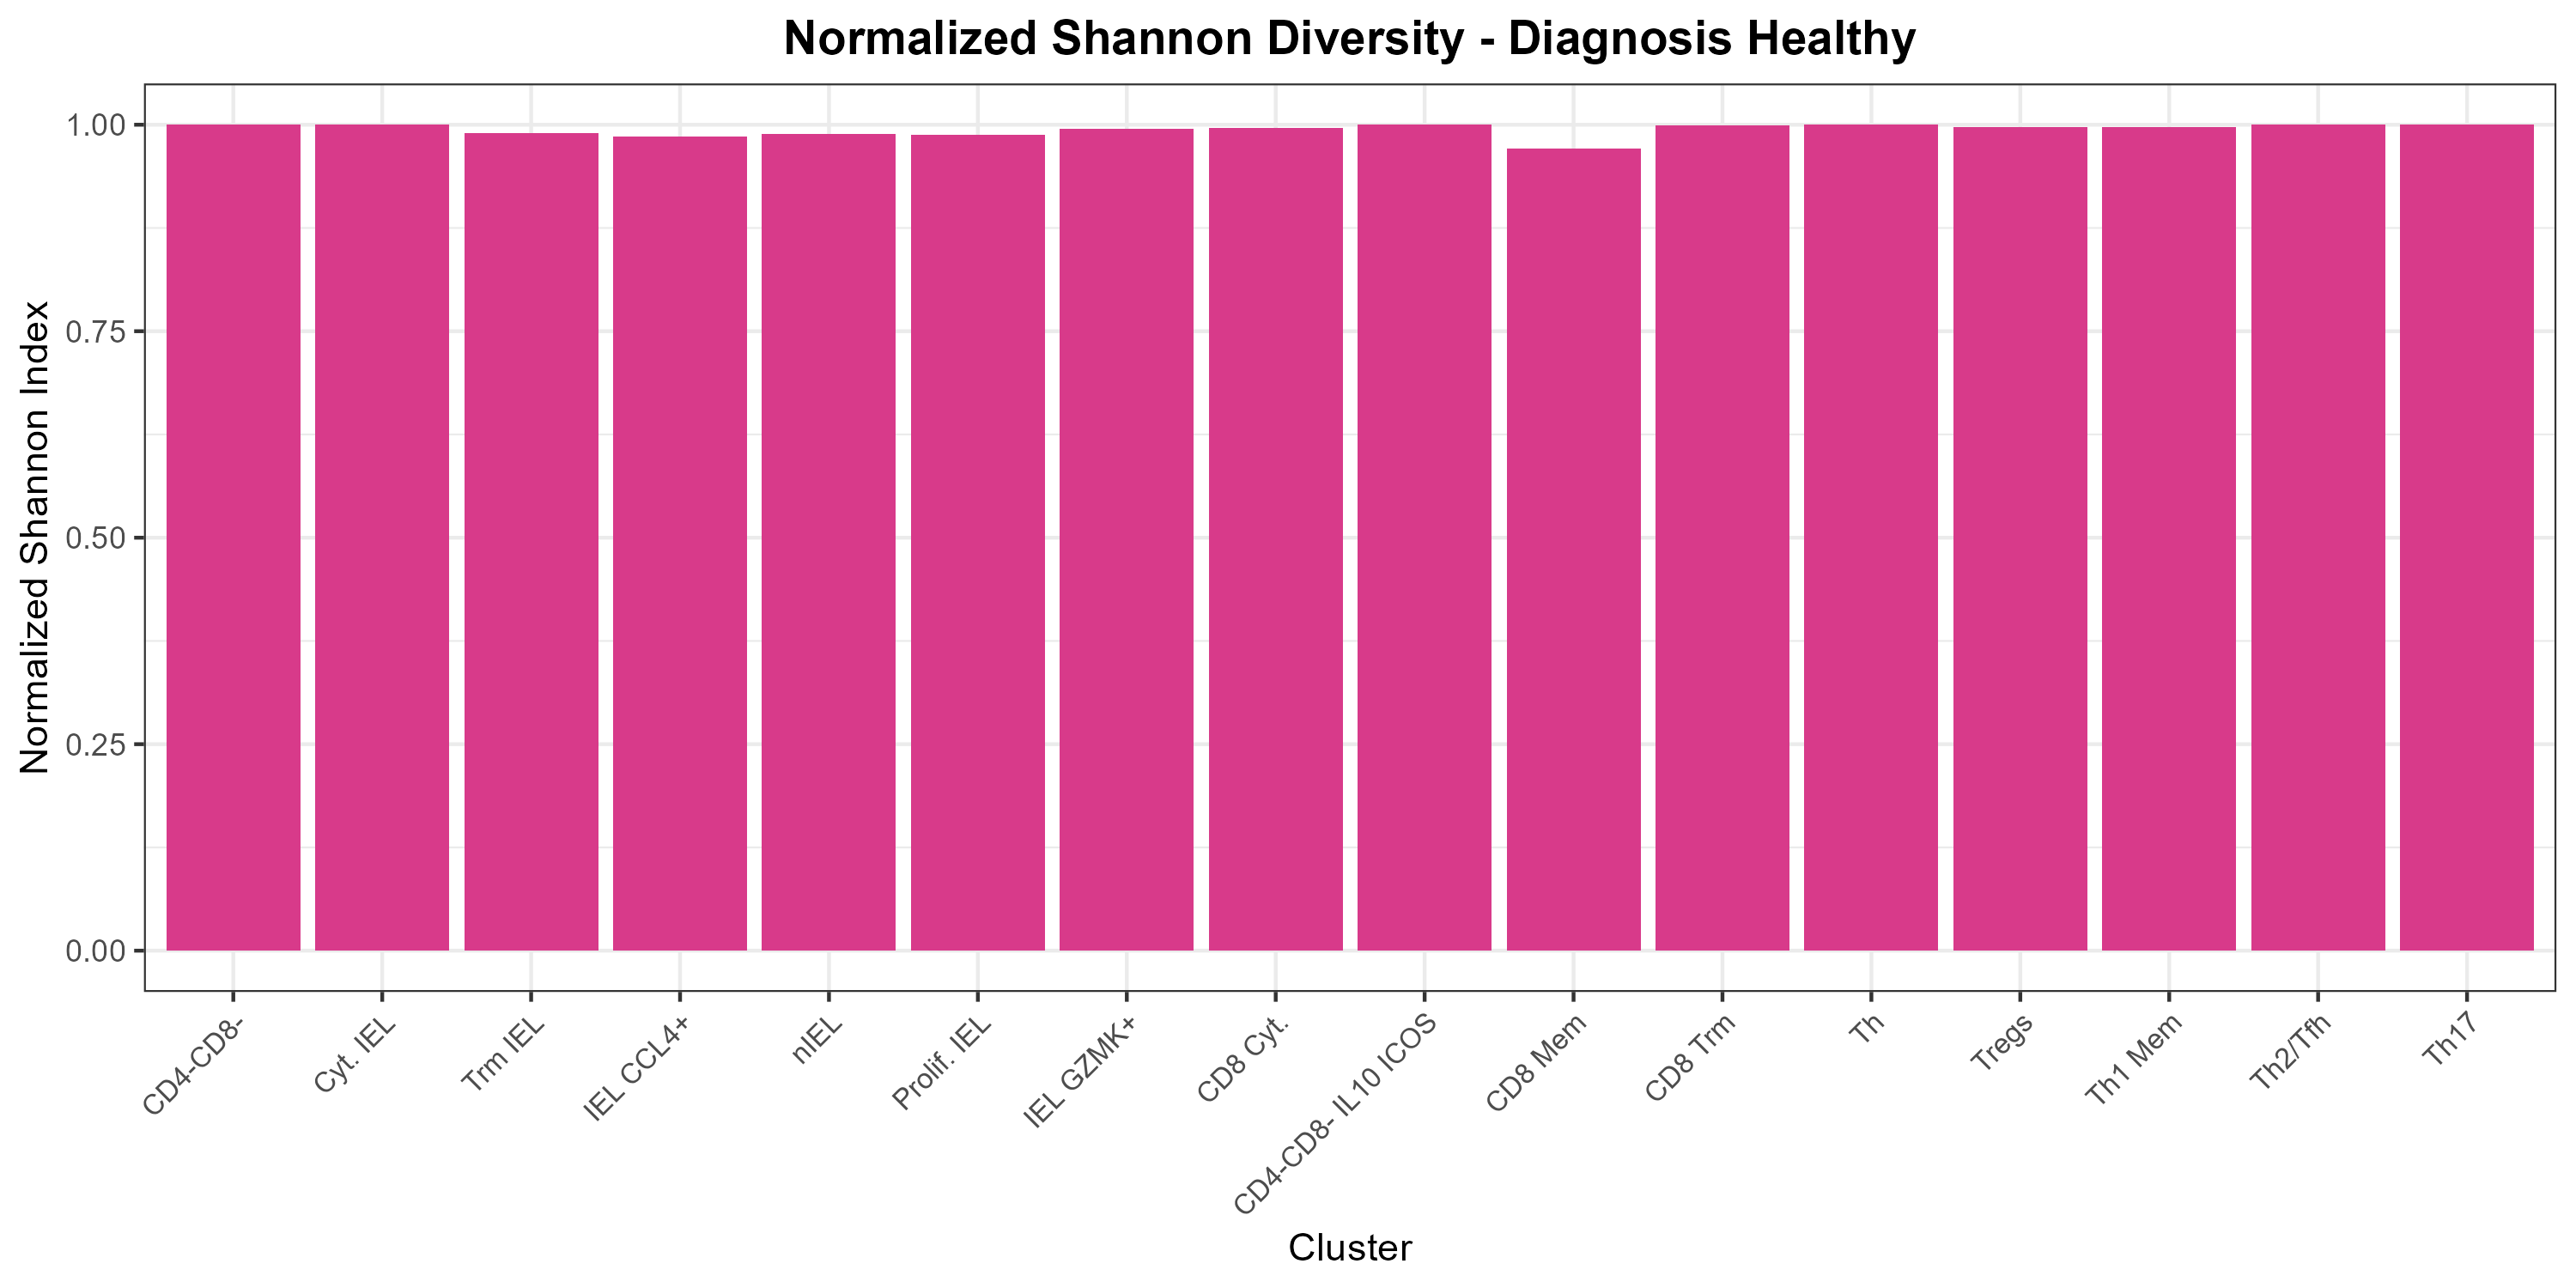 Normalized Shannon Diversity - Diagnosis Healthy
Normalized Shannon Index
1.00
0.75
0.50
0.25
0.00
CD4-CD8-
Cyt. IEL
Trm IEL
IEL CCL4+
nIEL
Prolif. IEL
IEL GZMK+
CD8 Cyt.
CD4-CD8- IL10 ICOS
CD8 Mem
CD8 Trm
Th
Tregs
Th1 Mem
Th2/Tfh
Th17
Cluster